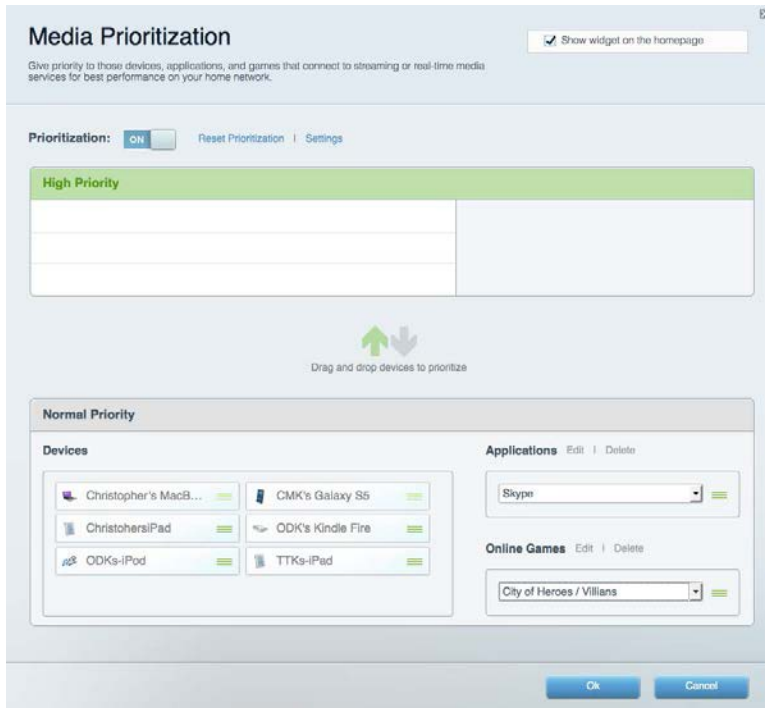 Media Prioritization
Show widget on the homepage
Give priority to those devices, applications, and games that connect to streaming or real-time media
services for best performance on your home network.
Prioritization: ON Reset Prioritization | Settings
High Priority
Drag and drop devices to prioritize
Normal Priority
Devices
Christopher's MacB... CMK's Galaxy S5
ChristohersiPad ODK's Kindle Fire
ODKs-iPod TTKs-iPad
Applications Edit | Delete
Skype
Online Games Edit | Delete
City of Heroes / Villians
Ok Cancel